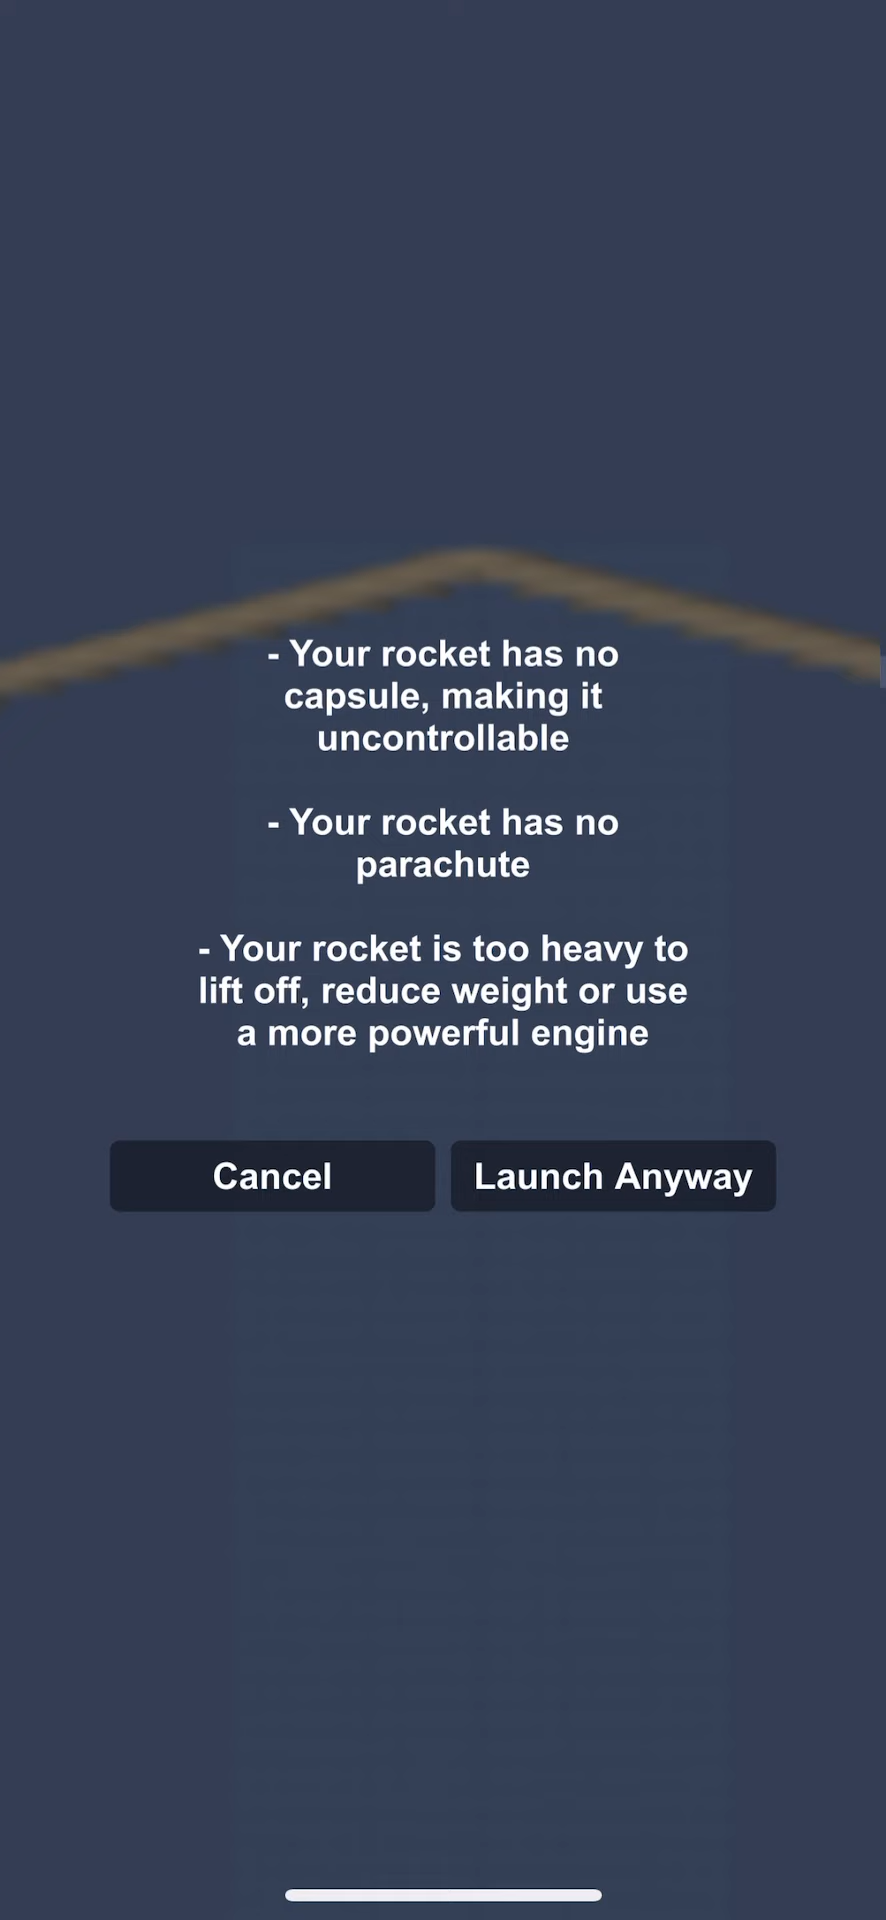 - Your rocket has no
capsule, making it
uncontrollable
- Your rocket has no
parachute
- Your rocket is too heavy to
lift off, reduce weight or use
a more powerful engine
Cancel
Launch Anyway